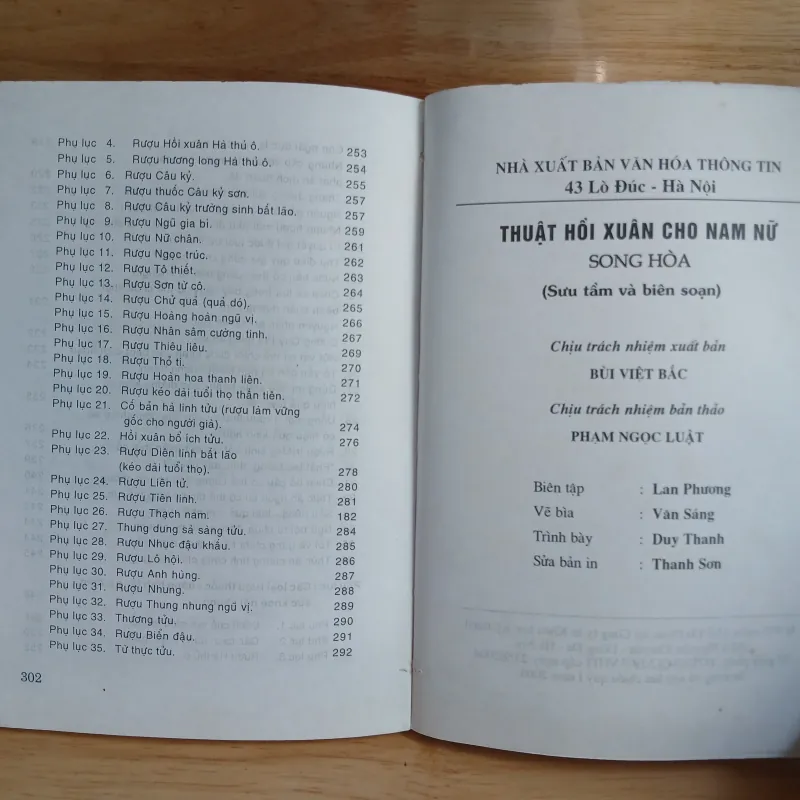 Phụ lục 4. Rượu Hồi xuân Há thủ ô. 253
Phụ lục 5. Rượu hương long Há thủ ô. 254
Phụ lục 6. Rượu Câu kỷ. 255
Phụ lục 7. Rượu thuốc Câu kỷ sơn. 257
Phụ lục 8. Rượu Câu kỷ trường sinh bất lão. 257
Phụ lục 9. Rượu Ngũ gia bì. 259
Phụ lục 10. Rượu Nữ chân. 261
Phụ lục 11. Rượu Ngọc trúc. 262
Phụ lục 12. Rượu Tô thiết. 263
Phụ lục 13. Rượu Sơn từ cô. 264
Phụ lục 14. Rượu Chử quả (quả dó). 265
Phụ lục 15. Rượu Hoàng hoàn ngũ vị. 266
Phụ lục 16. Rượu Nhân sâm cường tinh. 267
Phụ lục 17. Rượu Thiêu liêu. 269
Phụ lục 18. Rượu Thỏ ti. 270
Phụ lục 19. Rượu Hoán hoa thanh liên. 271
Phụ lục 20. Rượu kéo dài tuổi thọ thần tiên. 272
Phụ lục 21. Cố bản hà linh tửu (rượu làm vững
gốc cho người già). 274
Phụ lục 22. Hồi xuân bổ ích tửu. 276
Phụ lục 23. Rượu Diên linh bất lão
(kéo dài tuổi thọ). 278
Phụ lục 24. Rượu Liên tử. 280
Phụ lục 25. Rượu Tiên linh. 281
Phụ lục 26. Rượu Thạch nam. 182
Phụ lục 27. Thung dung sà sàng tửu. 284
Phụ lục 28. Rượu Nhục đậu khấu. 285
Phụ lục 29. Rượu Lô hội. 286
Phụ lục 30. Rượu Anh hùng. 287
Phụ lục 31. Rượu Nhung. 288
Phụ lục 32. Rượu Thung nhung ngũ vị. 289
Phụ lục 33. Thương tửu. 290
Phụ lục 34. Rượu Biển đậu. 291
Phụ lục 35. Từ thực tửu. 292
302
NHÀ XUẤT BẢN VĂN HÓA THÔNG TIN
43 Lò Đúc - Hà Nội
THUẬT HỒI XUÂN CHO NAM NỮ
SONG HÒA
(Sưu tầm và biên soạn)
Chịu trách nhiệm xuất bản
BÙI VIỆT BẮC
Chịu trách nhiệm bản thảo
PHẠM NGỌC LUẬT
Biên tập : Lan Phương
Vẽ bìa : Văn Sáng
Trình bày : Duy Thanh
Sửa bản in : Thanh Sơn